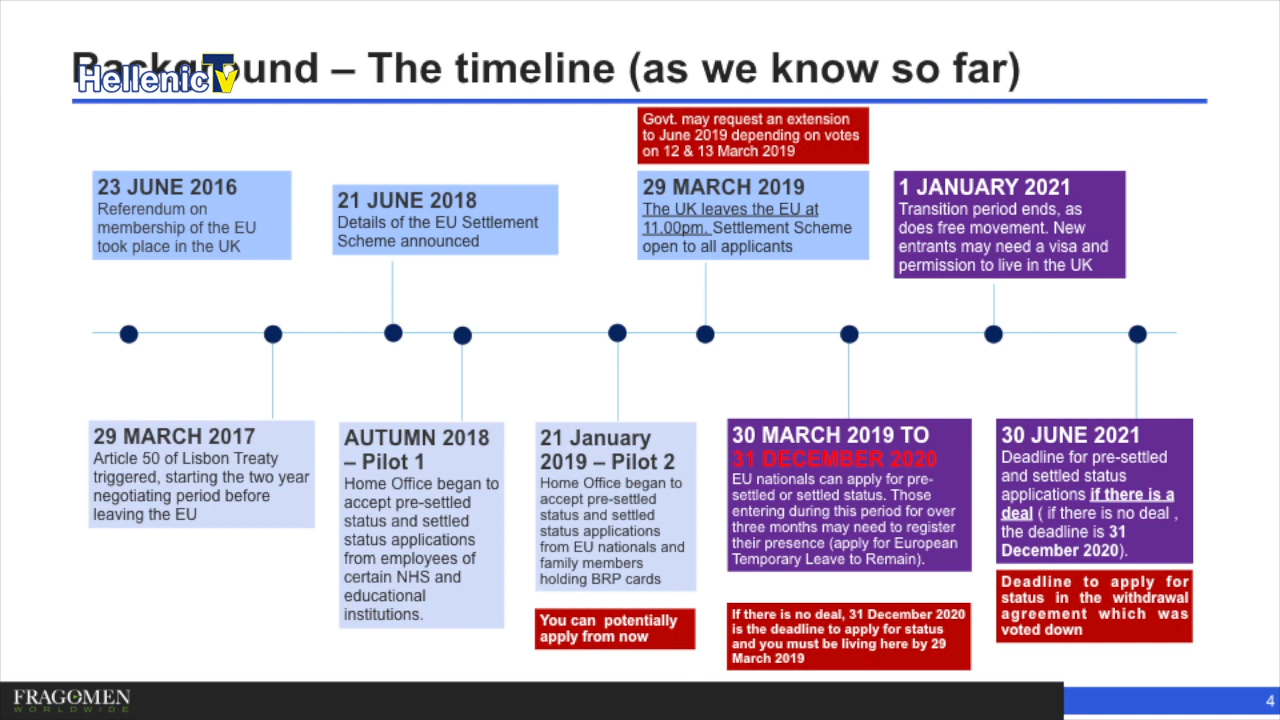 Background – The timeline (as we know so far)
HellenicTv
Govt. may request an extension
to June 2019 depending on votes
on 12 & 13 March 2019
23 JUNE 2016
Referendum on
membership of the EU
took place in the UK
21 JUNE 2018
Details of the EU Settlement
Scheme announced
29 MARCH 2019
The UK leaves the EU at
11.00pm. Settlement Scheme
open to all applicants
1 JANUARY 2021
Transition period ends, as
does free movement. New
entrants may need a visa and
permission to live in the UK
29 MARCH 2017
Article 50 of Lisbon Treaty
triggered, starting the two year
negotiating period before
leaving the EU
AUTUMN 2018
– Pilot 1
Home Office began to
accept pre-settled
status and settled
status applications
from employees of
certain NHS and
educational
institutions.
21 January
2019 – Pilot 2
Home Office began to
accept pre-settled
status and settled
status applications
from EU nationals and
family members
holding BRP cards
You can potentially
apply from now
30 MARCH 2019 TO
31 DECEMBER 2020
EU nationals can apply for pre-
settled or settled status. Those
entering during this period for over
three months may need to register
their presence (apply for European
Temporary Leave to Remain).
If there is no deal, 31 December 2020
is the deadline to apply for status
and you must be living here by 29
March 2019
30 JUNE 2021
Deadline for pre-settled
and settled status
applications if there is a
deal ( if there is no deal ,
the deadline is 31
December 2020).
Deadline to apply for
status in the withdrawal
agreement which was
voted down
FRAGOMEN
WORLDWIDE
4